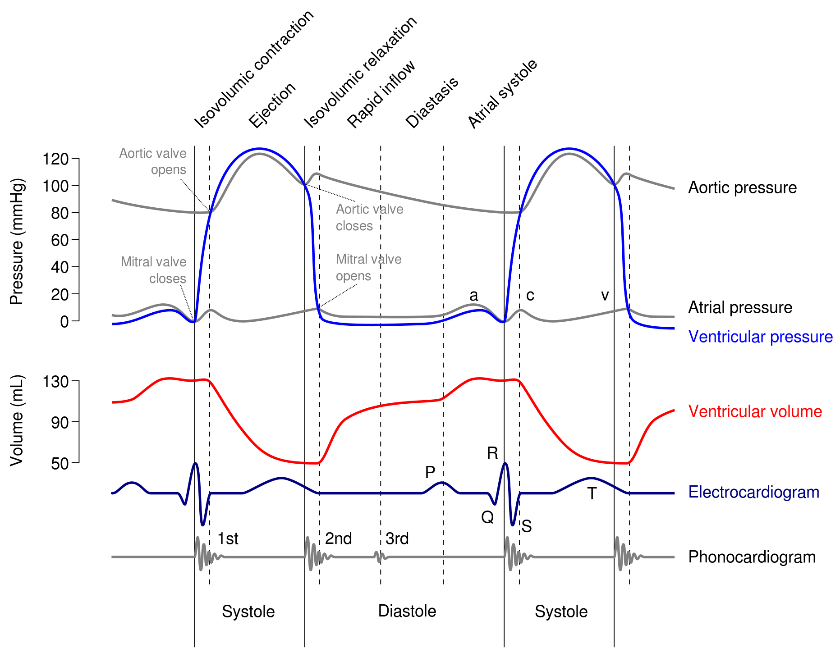 Isovolumic contraction
Ejection
Isovolumic relaxation
Rapid inflow
Diastasis
Atrial systole
Pressure (mmHg)
120
100
80
60
40
20
0
Aortic valve
opens
Aortic valve
closes
Mitral valve
closes
Mitral valve
opens
a
c
v
Aortic pressure
Atrial pressure
Ventricular pressure
Volume (mL)
130
90
50
Ventricular volume
P
R
Q
S
T
Electrocardiogram
1st
2nd
3rd
Phonocardiogram
Systole
Diastole
Systole